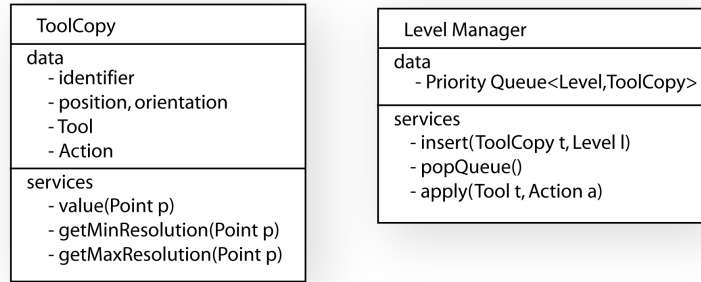 ToolCopy
data
- identifier
- position, orientation
- Tool
- Action
services
- value(Point p)
- getMinResolution(Point p)
- getMaxResolution(Point p)
Level Manager
data
- Priority Queue<Level,ToolCopy>
services
- insert(ToolCopy t, Level l)
- popQueue()
- apply(Tool t, Action a)